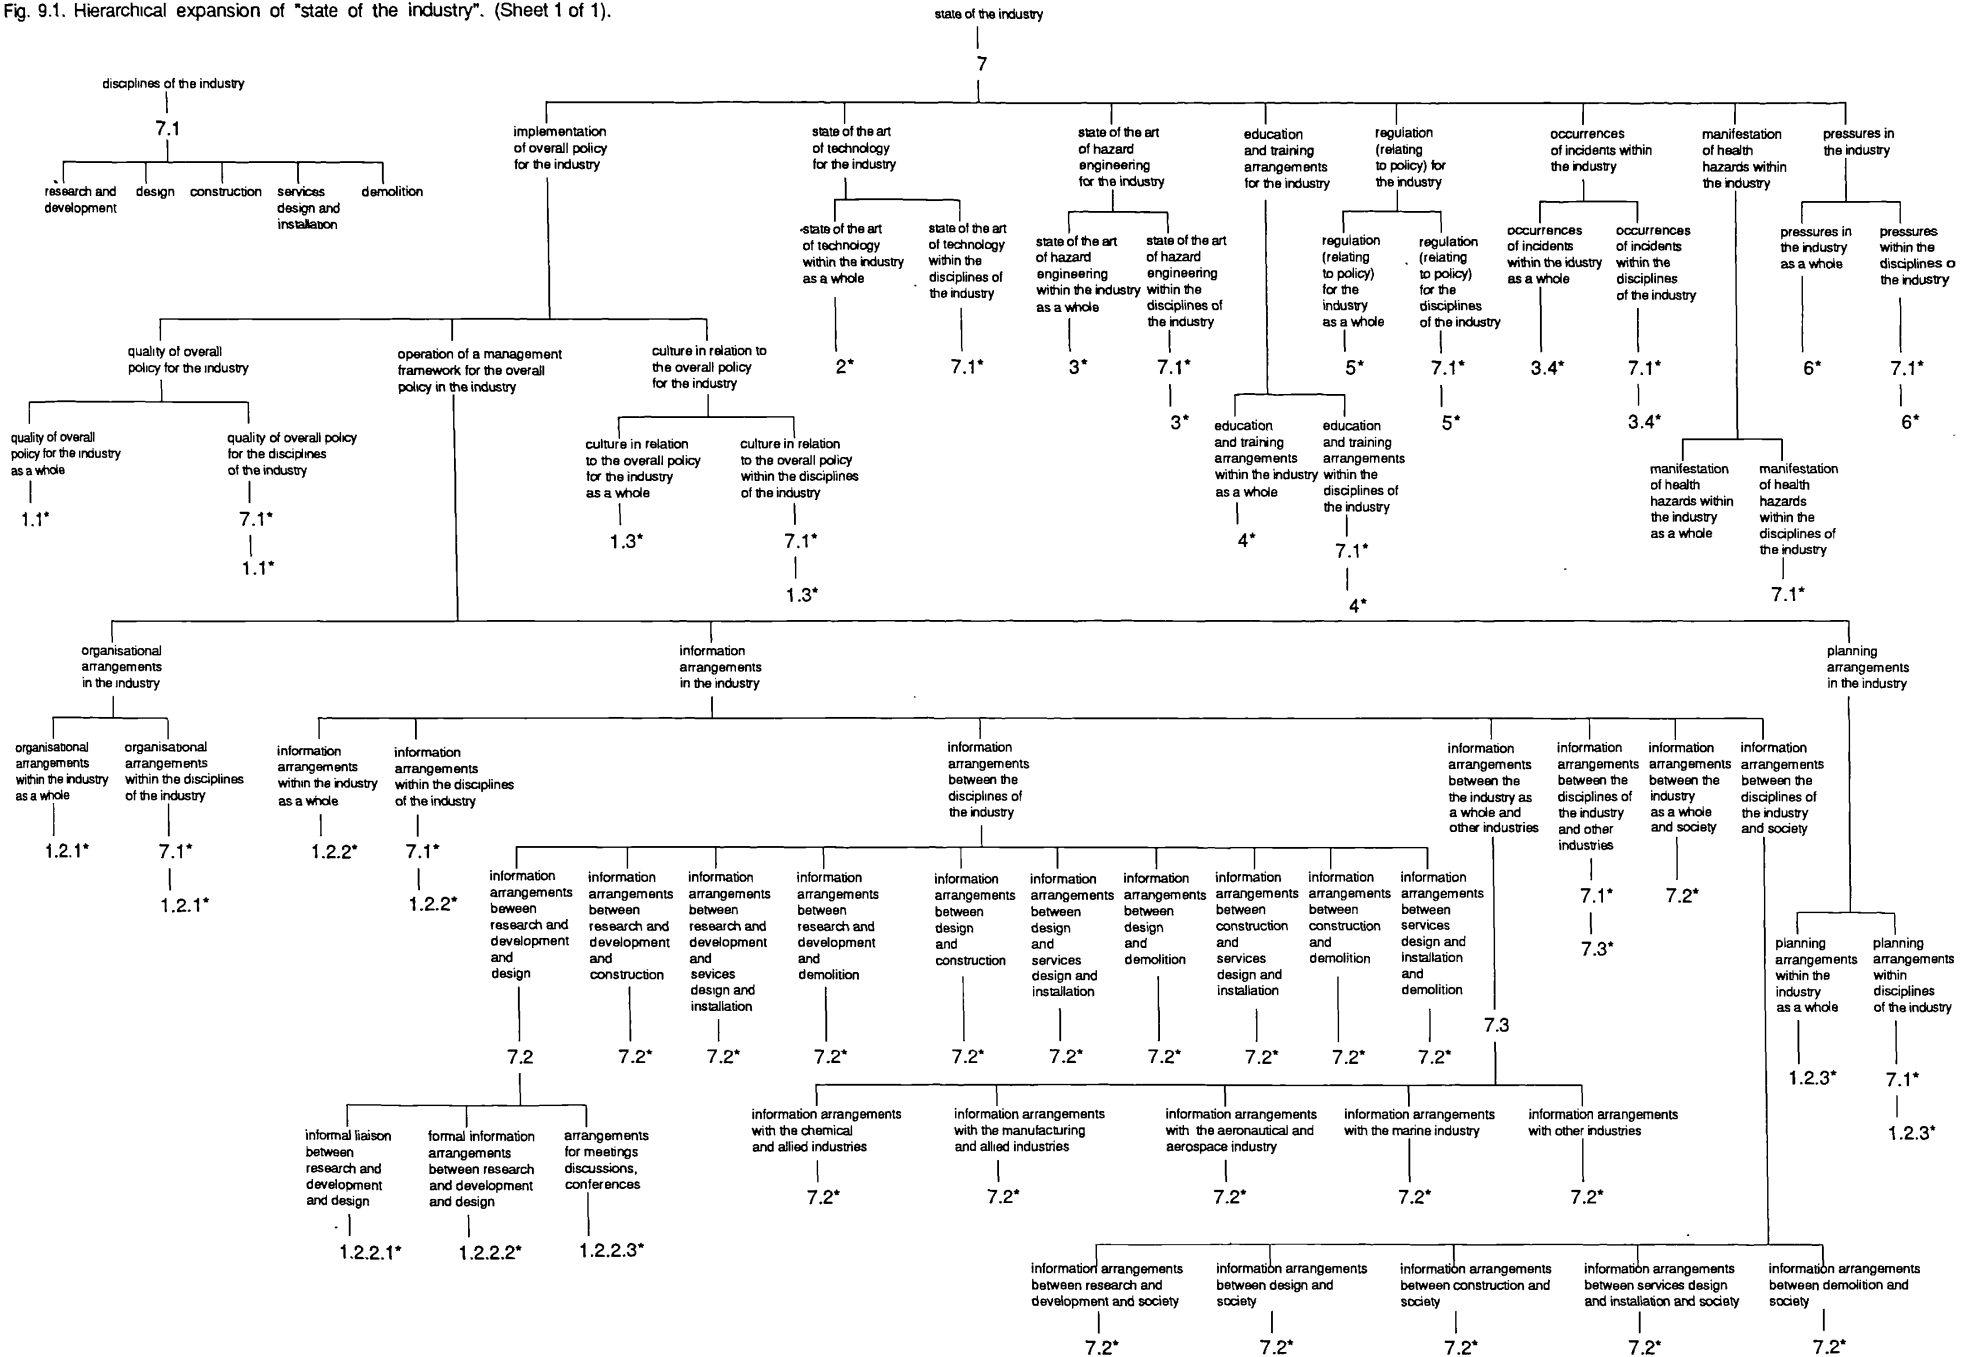 Fig. 9.1. Hierarchical expansion of "state of the industry". (Sheet 1 of 1).
state of the industry
7
disciplines of the industry
7.1
research and
development
design
construction
services
design and
installation
demolition
implementation
of overall policy
for the industry
state of the art
of technology
for the industry
state of the art
of hazard
engineering
for the industry
education
and training
arrangements
for the industry
regulation
(relating
to policy) for
the industry
occurrences
of incidents within
the industry
manifestation
of health
hazards within
the industry
pressures in
the industry
state of the art
of technology
within the industry
as a whole
2*
state of the art
of technology
within the
disciplines of
the industry
7.1*
state of the art
of hazard
engineering
within the industry
as a whole
3*
state of the art
of hazard
engineering
within the
disciplines of
the industry
7.1*
3*
regulation
(relating
to policy)
for the
industry
as a whole
5*
regulation
(relating
to policy)
for the
disciplines
of the industry
7.1*
5*
occurrences
of incidents
within the idustry
as a whole
3.4*
occurrences
of incidents
within the
disciplines
of the industry
7.1*
3.4*
pressures in
the industry
as a whole
6*
pressures
within the
disciplines o
the industry
7.1*
6*
quality of overall
policy for the industry
operation of a management
framework for the overall
policy in the industry
culture in relation to
the overall policy
for the industry
quality of overall
policy for the industry
as a whole
1.1*
quality of overall policy
for the disciplines
of the industry
7.1*
1.1*
culture in relation
to the overall policy
for the industry
as a whole
1.3*
culture in relation
to the overall policy
within the disciplines
of the industry
7.1*
1.3*
education
and training
arrangements
within the industry
as a whole
4*
education
and training
arrangements
within the
disciplines of
the industry
7.1*
4*
manifestation
of health
hazards within
the industry
as a whole
manifestation
of health
hazards
within the
disciplines of
the industry
7.1*
organisational
arrangements
in the industry
information
arrangements
in the industry
planning
arrangements
in the industry
organisational
arrangements
within the industry
as a whole
1.2.1*
organisational
arrangements
within the disciplines
of the industry
7.1*
1.2.1*
information
arrangements
within the industry
as a whole
1.2.2*
information
arrangements
within the disciplines
of the industry
7.1*
1.2.2*
information
arrangements
between the
disciplines of
the industry
information
arrangements
between the
the industry as
a whole and
other industries
7.3
information
arrangements
between the
disciplines of
the industry
and other
industries
7.1*
7.3*
information
arrangements
between the
industry
as a whole
and society
7.2*
information
arrangements
between the
disciplines of
the industry
and society
information
arrangements
beween
research and
development
and
design
7.2
information
arrangements
between
research and
development
and
construction
7.2*
information
arrangements
between
research and
development
and
sevices
design and
installation
7.2*
information
arrangements
between
research and
development
and
demolition
7.2*
information
arrangements
between
design
and
construction
7.2*
information
arrangements
between
design
and
services
design and
installation
7.2*
information
arrangements
between
design
and
demolition
7.2*
information
arrangements
between
construction
and
services
design and
installation
7.2*
information
arrangements
between
construction
and
demolition
7.2*
information
arrangements
between
services
design and
installation
and
demolition
7.2*
planning
arrangements
within the
industry
as a whole
1.2.3*
planning
arrangements
within
disciplines
of the industry
7.1*
1.2.3*
informal liaison
between
research and
development
and design
1.2.2.1*
formal information
arrangements
between research
and development
and design
1.2.2.2*
arrangements
for meetings
discussions,
conferences
1.2.2.3*
information arrangements
with the chemical
and allied industries
7.2*
information arrangements
with the manufacturing
and allied industries
7.2*
information arrangements
with the aeronautical and
aerospace industry
7.2*
information arrangements
with the marine industry
7.2*
information arrangements
with other industries
7.2*
information arrangements
between research and
development and society
7.2*
information arrangements
between design and
society
7.2*
information arrangements
between construction and
society
7.2*
information arrangements
between services design
and installation and society
7.2*
information arrangements
between demolition and
society
7.2*